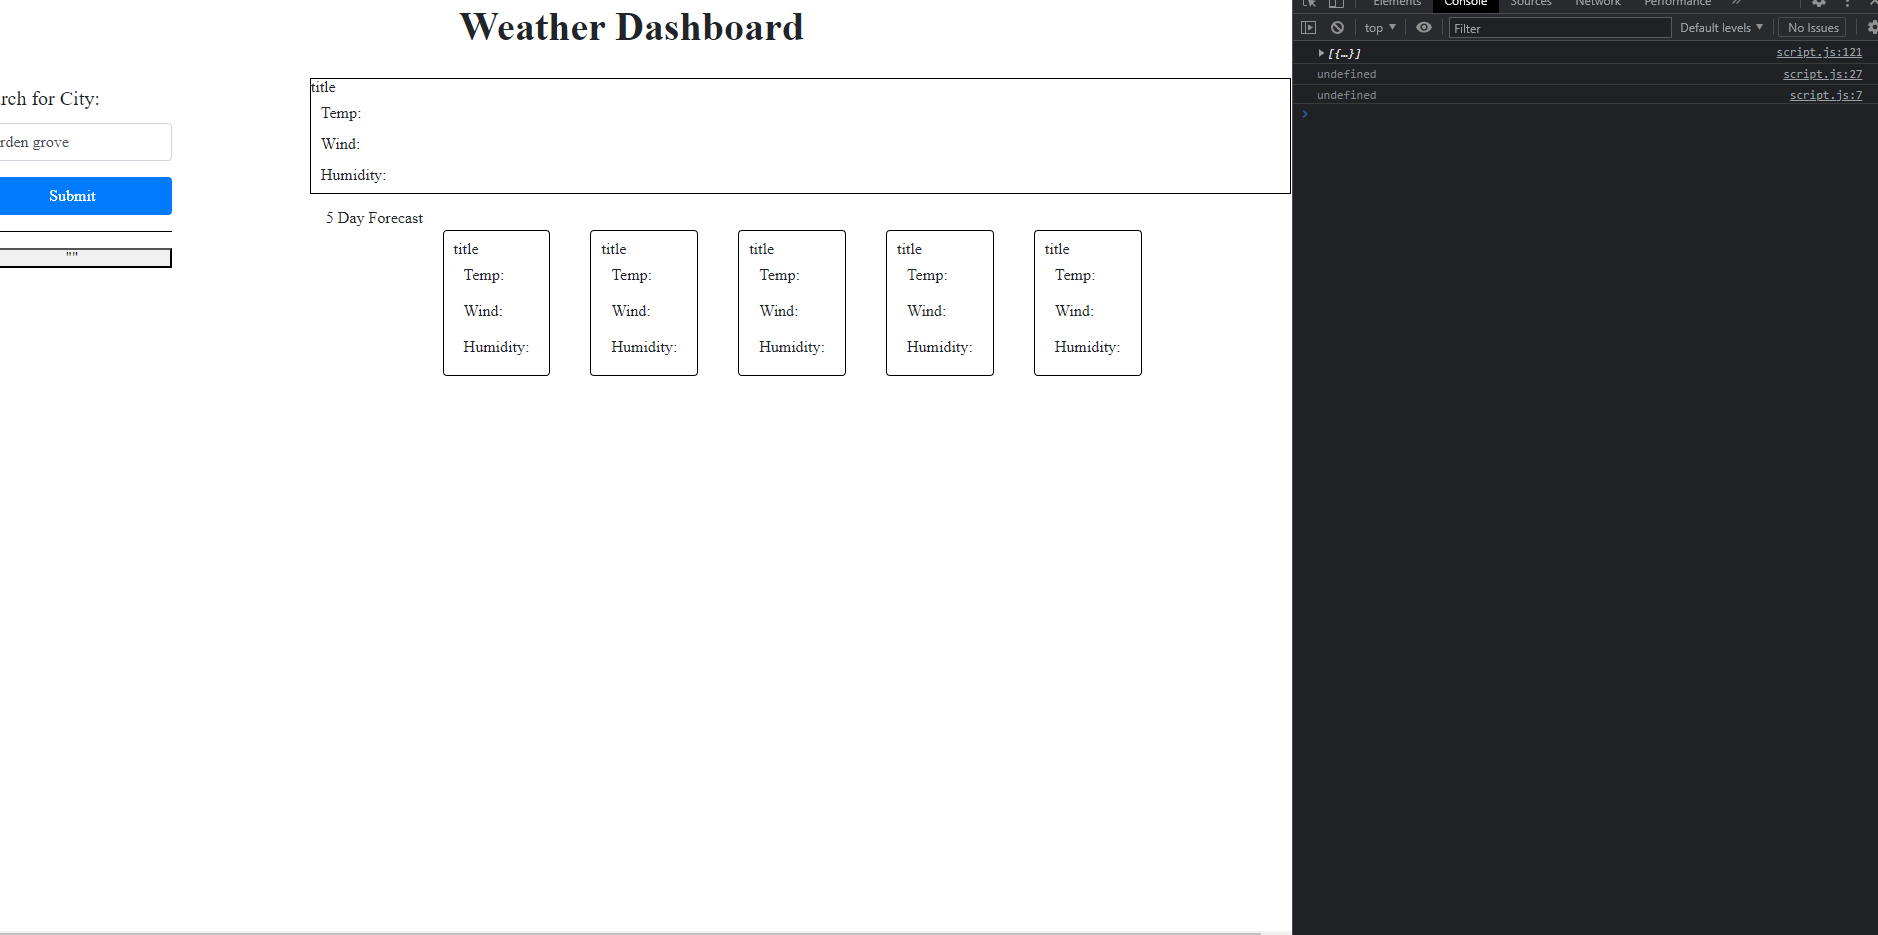 Weather Dashboard
rch for City:
rden grove
Submit
""
title
Temp:
Wind:
Humidity:
5 Day Forecast
title title title title title
Temp: Temp: Temp: Temp: Temp:
Wind: Wind: Wind: Wind: Wind:
Humidity: Humidity: Humidity: Humidity: Humidity:
Elements Console Sources Network Performance »
top ▼ Filter Default levels ▼ No Issues
▶ [{…}] script.js:121
undefined script.js:27
undefined script.js:7
›